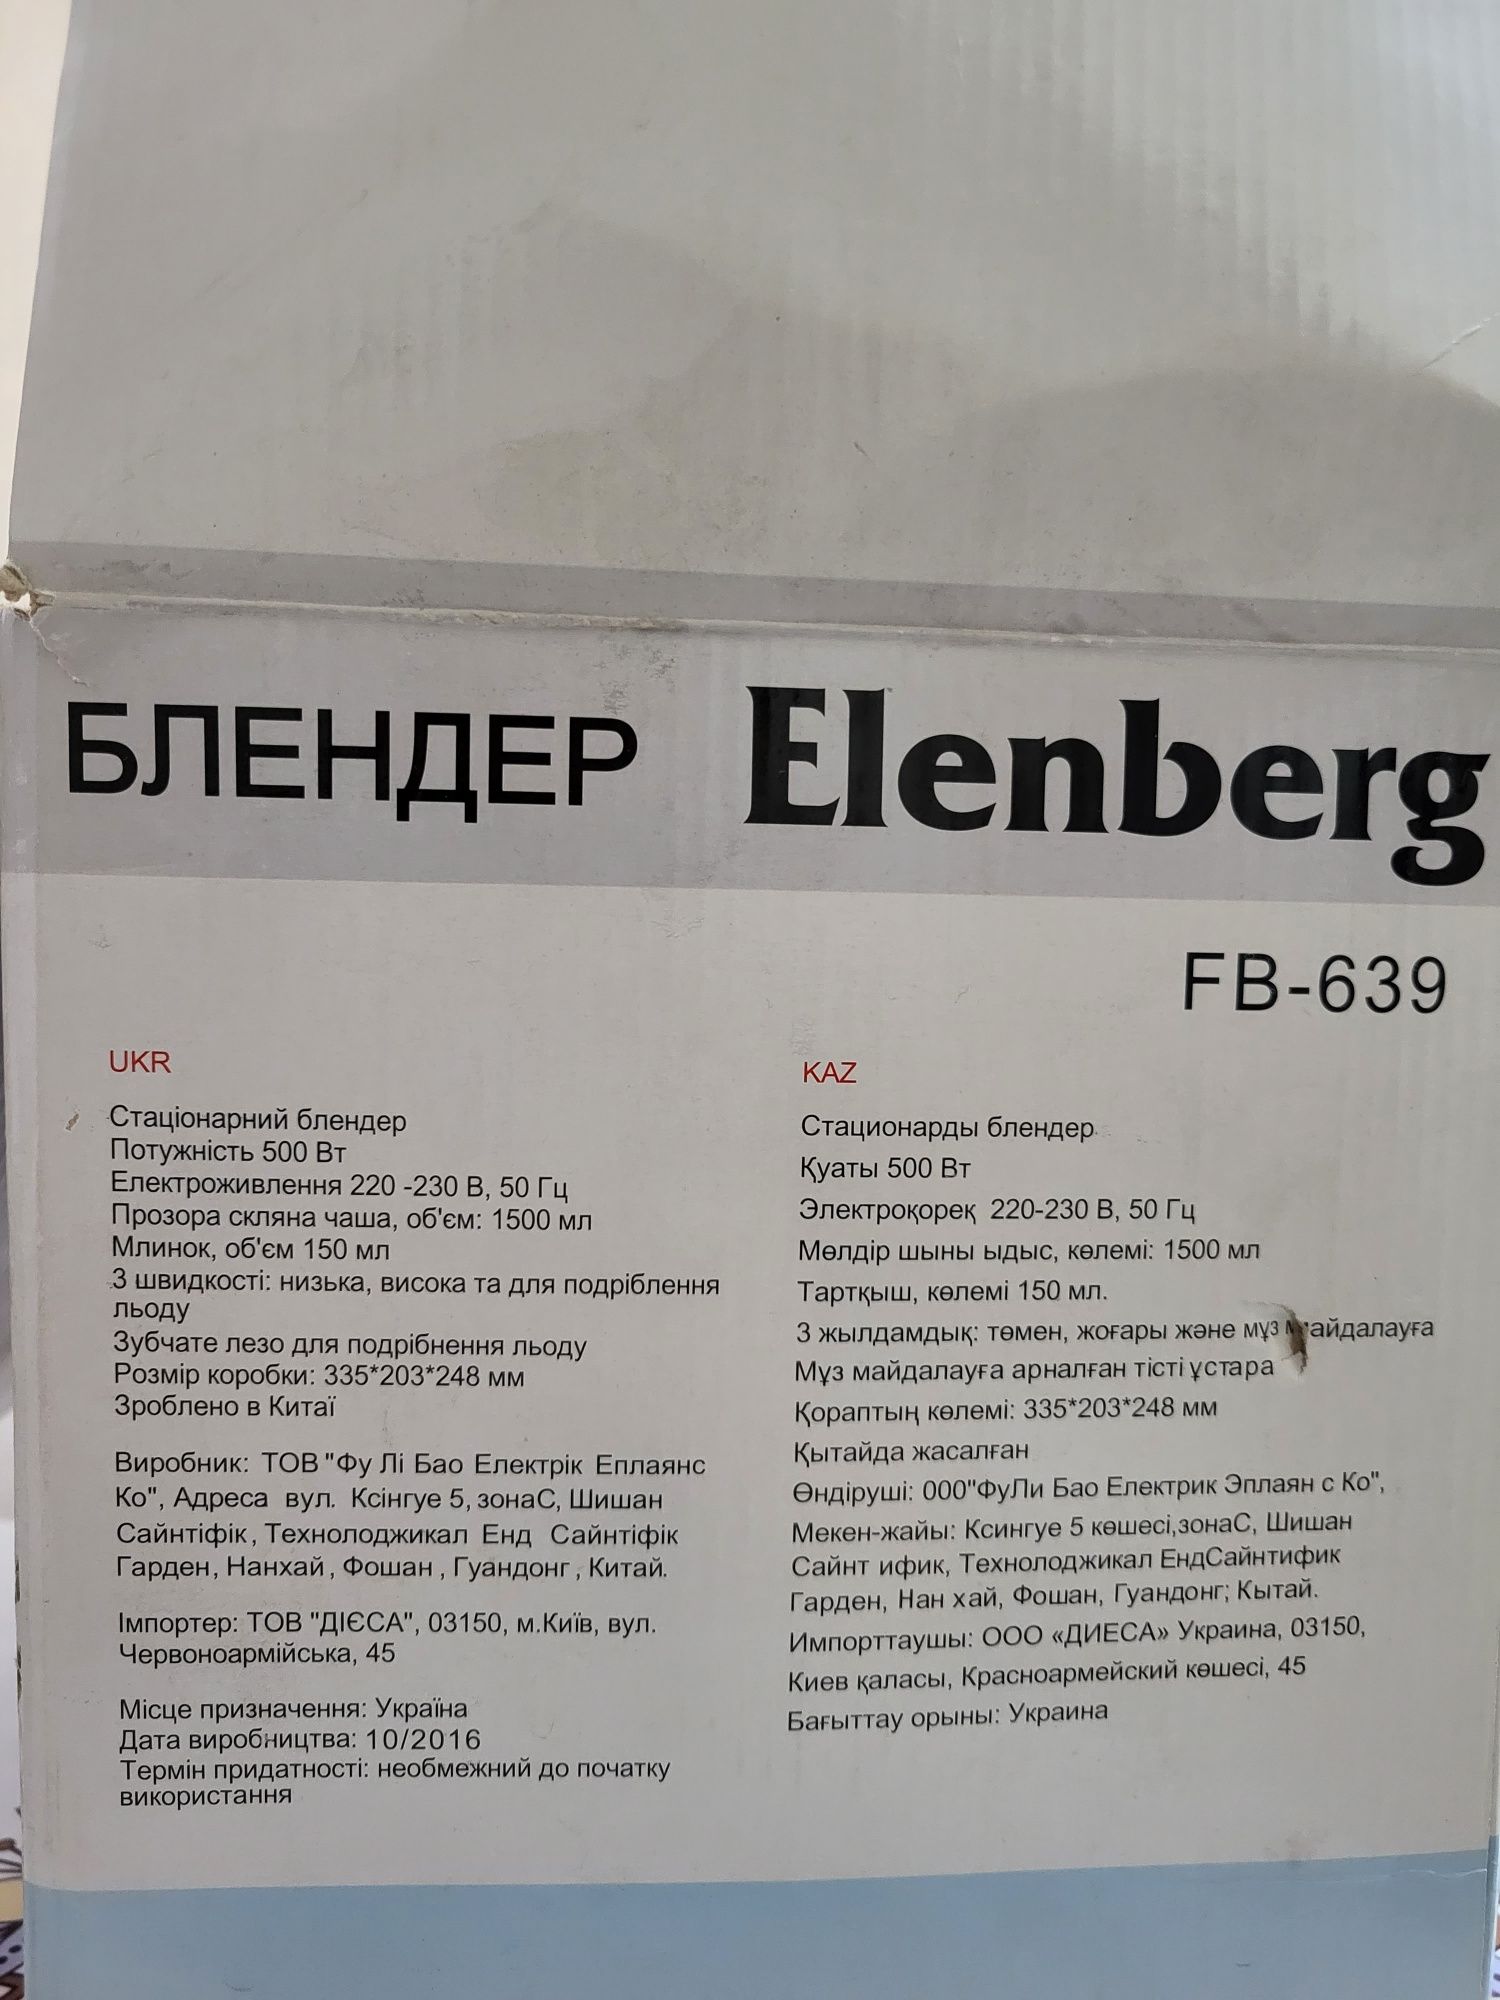 БЛЕНДЕР Elenberg
FB-639
UKR
Стаціонарний блендер
Потужність 500 Вт
Електроживлення 220 -230 В, 50 Гц
Прозора скляна чаша, об'єм: 1500 мл
Млинок, об'єм 150 мл
3 швидкості: низька, висока та для подріблення
льоду
Зубчате лезо для подрібнення льоду
Розмір коробки: 335*203*248 мм
Зроблено в Китаї
Виробник: ТОВ "Фу Лі Бао Електрік Еплаянс
Ко", Адреса вул. Ксінгуе 5, зонаС, Шишан
Сайнтіфік, Технолоджикал Енд Сайнтіфік
Гарден, Нанхай, Фошан, Гуандонг, Китай.
Імпортер: ТОВ "ДІЄСА", 03150, м.Київ, вул.
Червоноармійська, 45
Місце призначення: Україна
Дата виробництва: 10/2016
Термін придатності: необмежний до початку
використання
KAZ
Стационарды блендер
Қуаты 500 Вт
Электроқорек 220-230 В, 50 Гц
Мөлдір шыны ыдыс, көлемі: 1500 мл
Тартқыш, көлемі 150 мл.
3 жылдамдық: төмен, жоғары және мұз майдалауға
Мұз майдалауға арналған тісті ұстара
Қораптың көлемі: 335*203*248 мм
Қытайда жасалған
Өндіруші: ООО"ФуЛи Бао Електрик Эплаян с Ко",
Мекен-жайы: Ксингуе 5 көшесі,зонаС, Шишан
Сайнт ифик, Технолоджикал ЕндСайнтифик
Гарден, Нан хай, Фошан, Гуандонг; Кытай.
Импорттаушы: ООО «ДИЕСА» Украина, 03150,
Киев қаласы, Красноармейский көшесі, 45
Бағыттау орыны: Украина